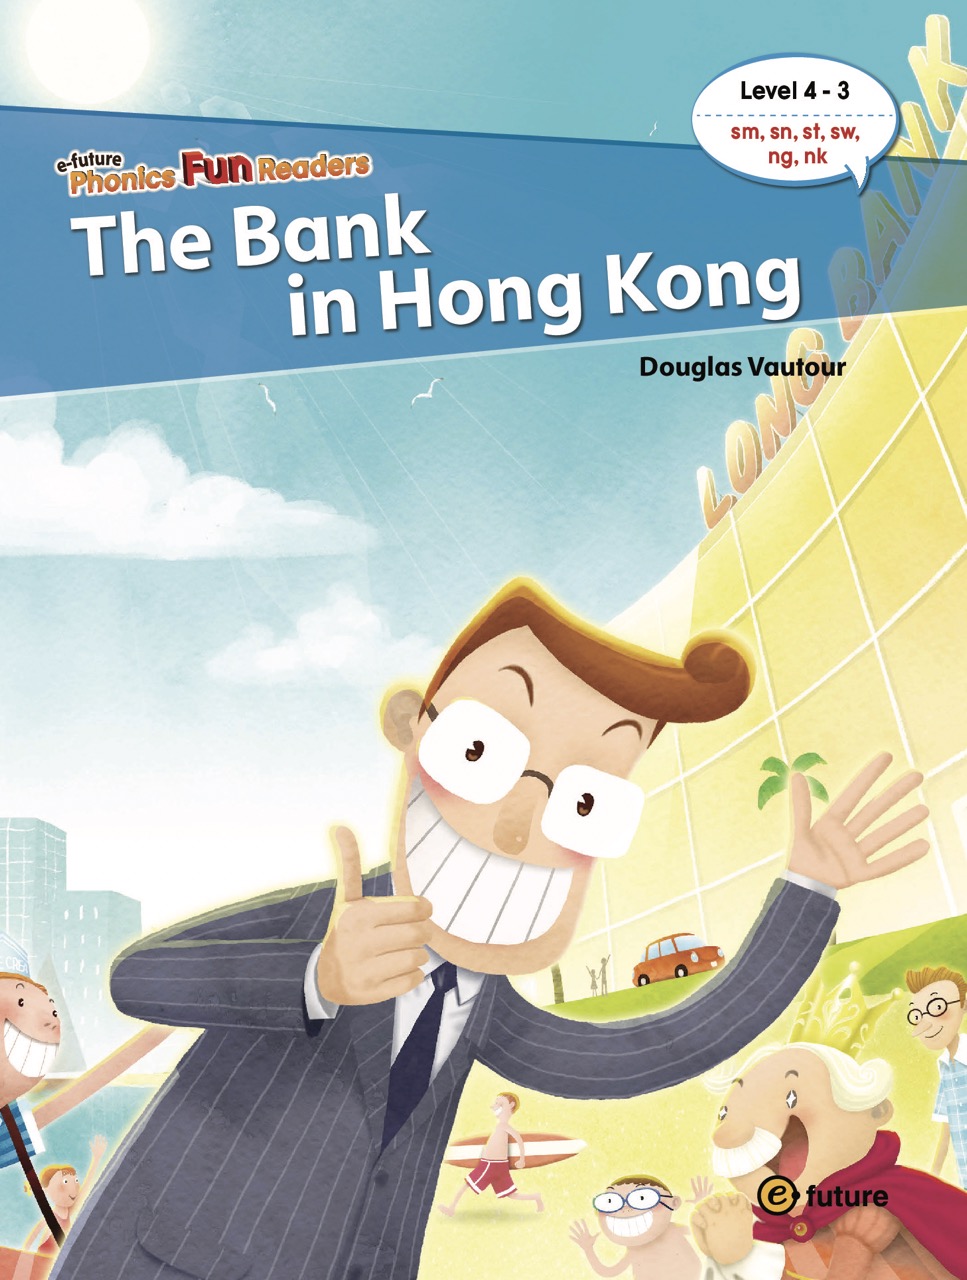 Level 4 - 3
sm, sn, st, sw,
ng, nk
e-future
Phonics Fun Readers
The Bank
in Hong Kong
Douglas Vautour
LONG BANK
e future